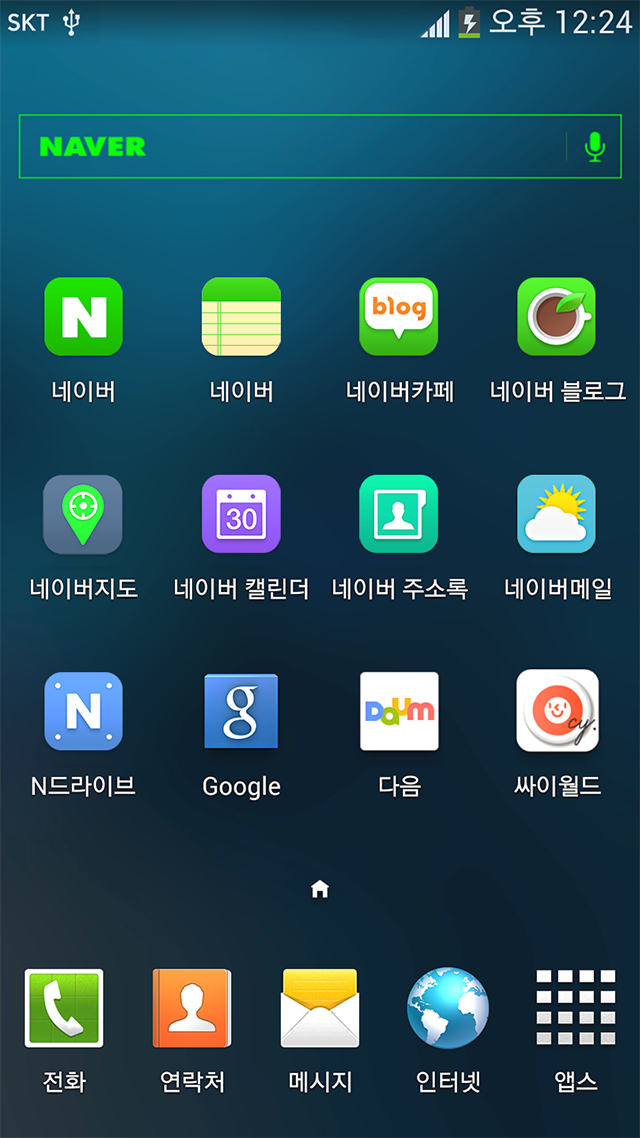 SKT 오후 12:24
NAVER
N blog
네이버 네이버 네이버카페 네이버 블로그
30
네이버지도 네이버 캘린더 네이버 주소록 네이버메일
N g Daum cy.
N드라이브 Google 다음 싸이월드
전화 연락처 메시지 인터넷 앱스